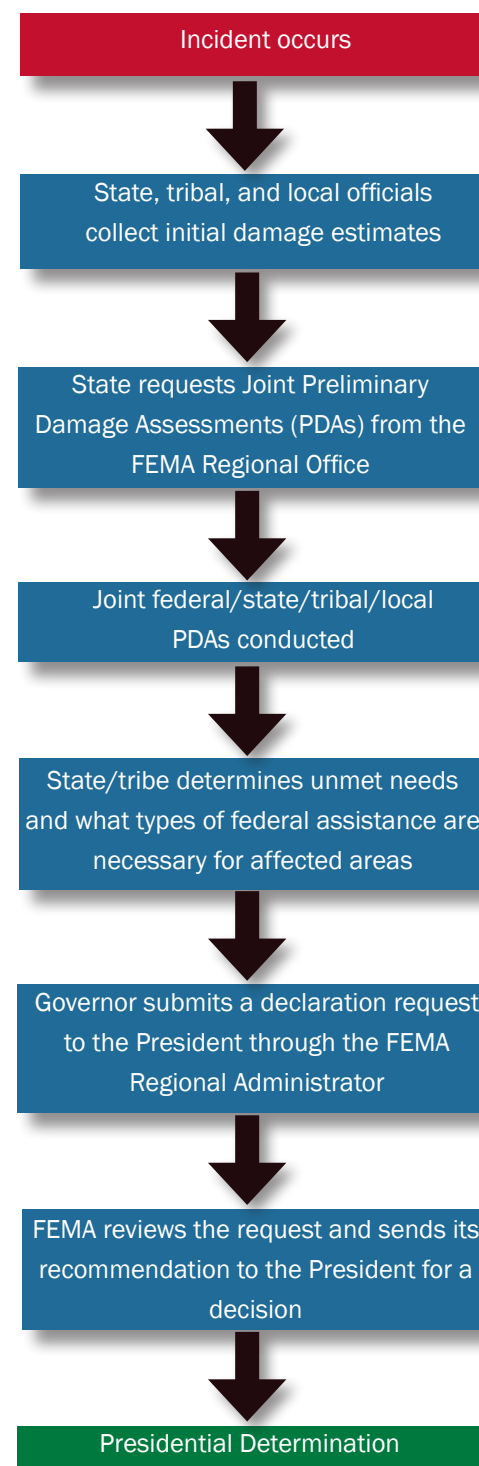 Incident occurs
State, tribal, and local officials
collect initial damage estimates
State requests Joint Preliminary
Damage Assessments (PDAs) from the
FEMA Regional Office
Joint federal/state/tribal/local
PDAs conducted
State/tribe determines unmet needs
and what types of federal assistance are
necessary for affected areas
Governor submits a declaration request
to the President through the FEMA
Regional Administrator
FEMA reviews the request and sends its
recommendation to the President for a
decision
Presidential Determination